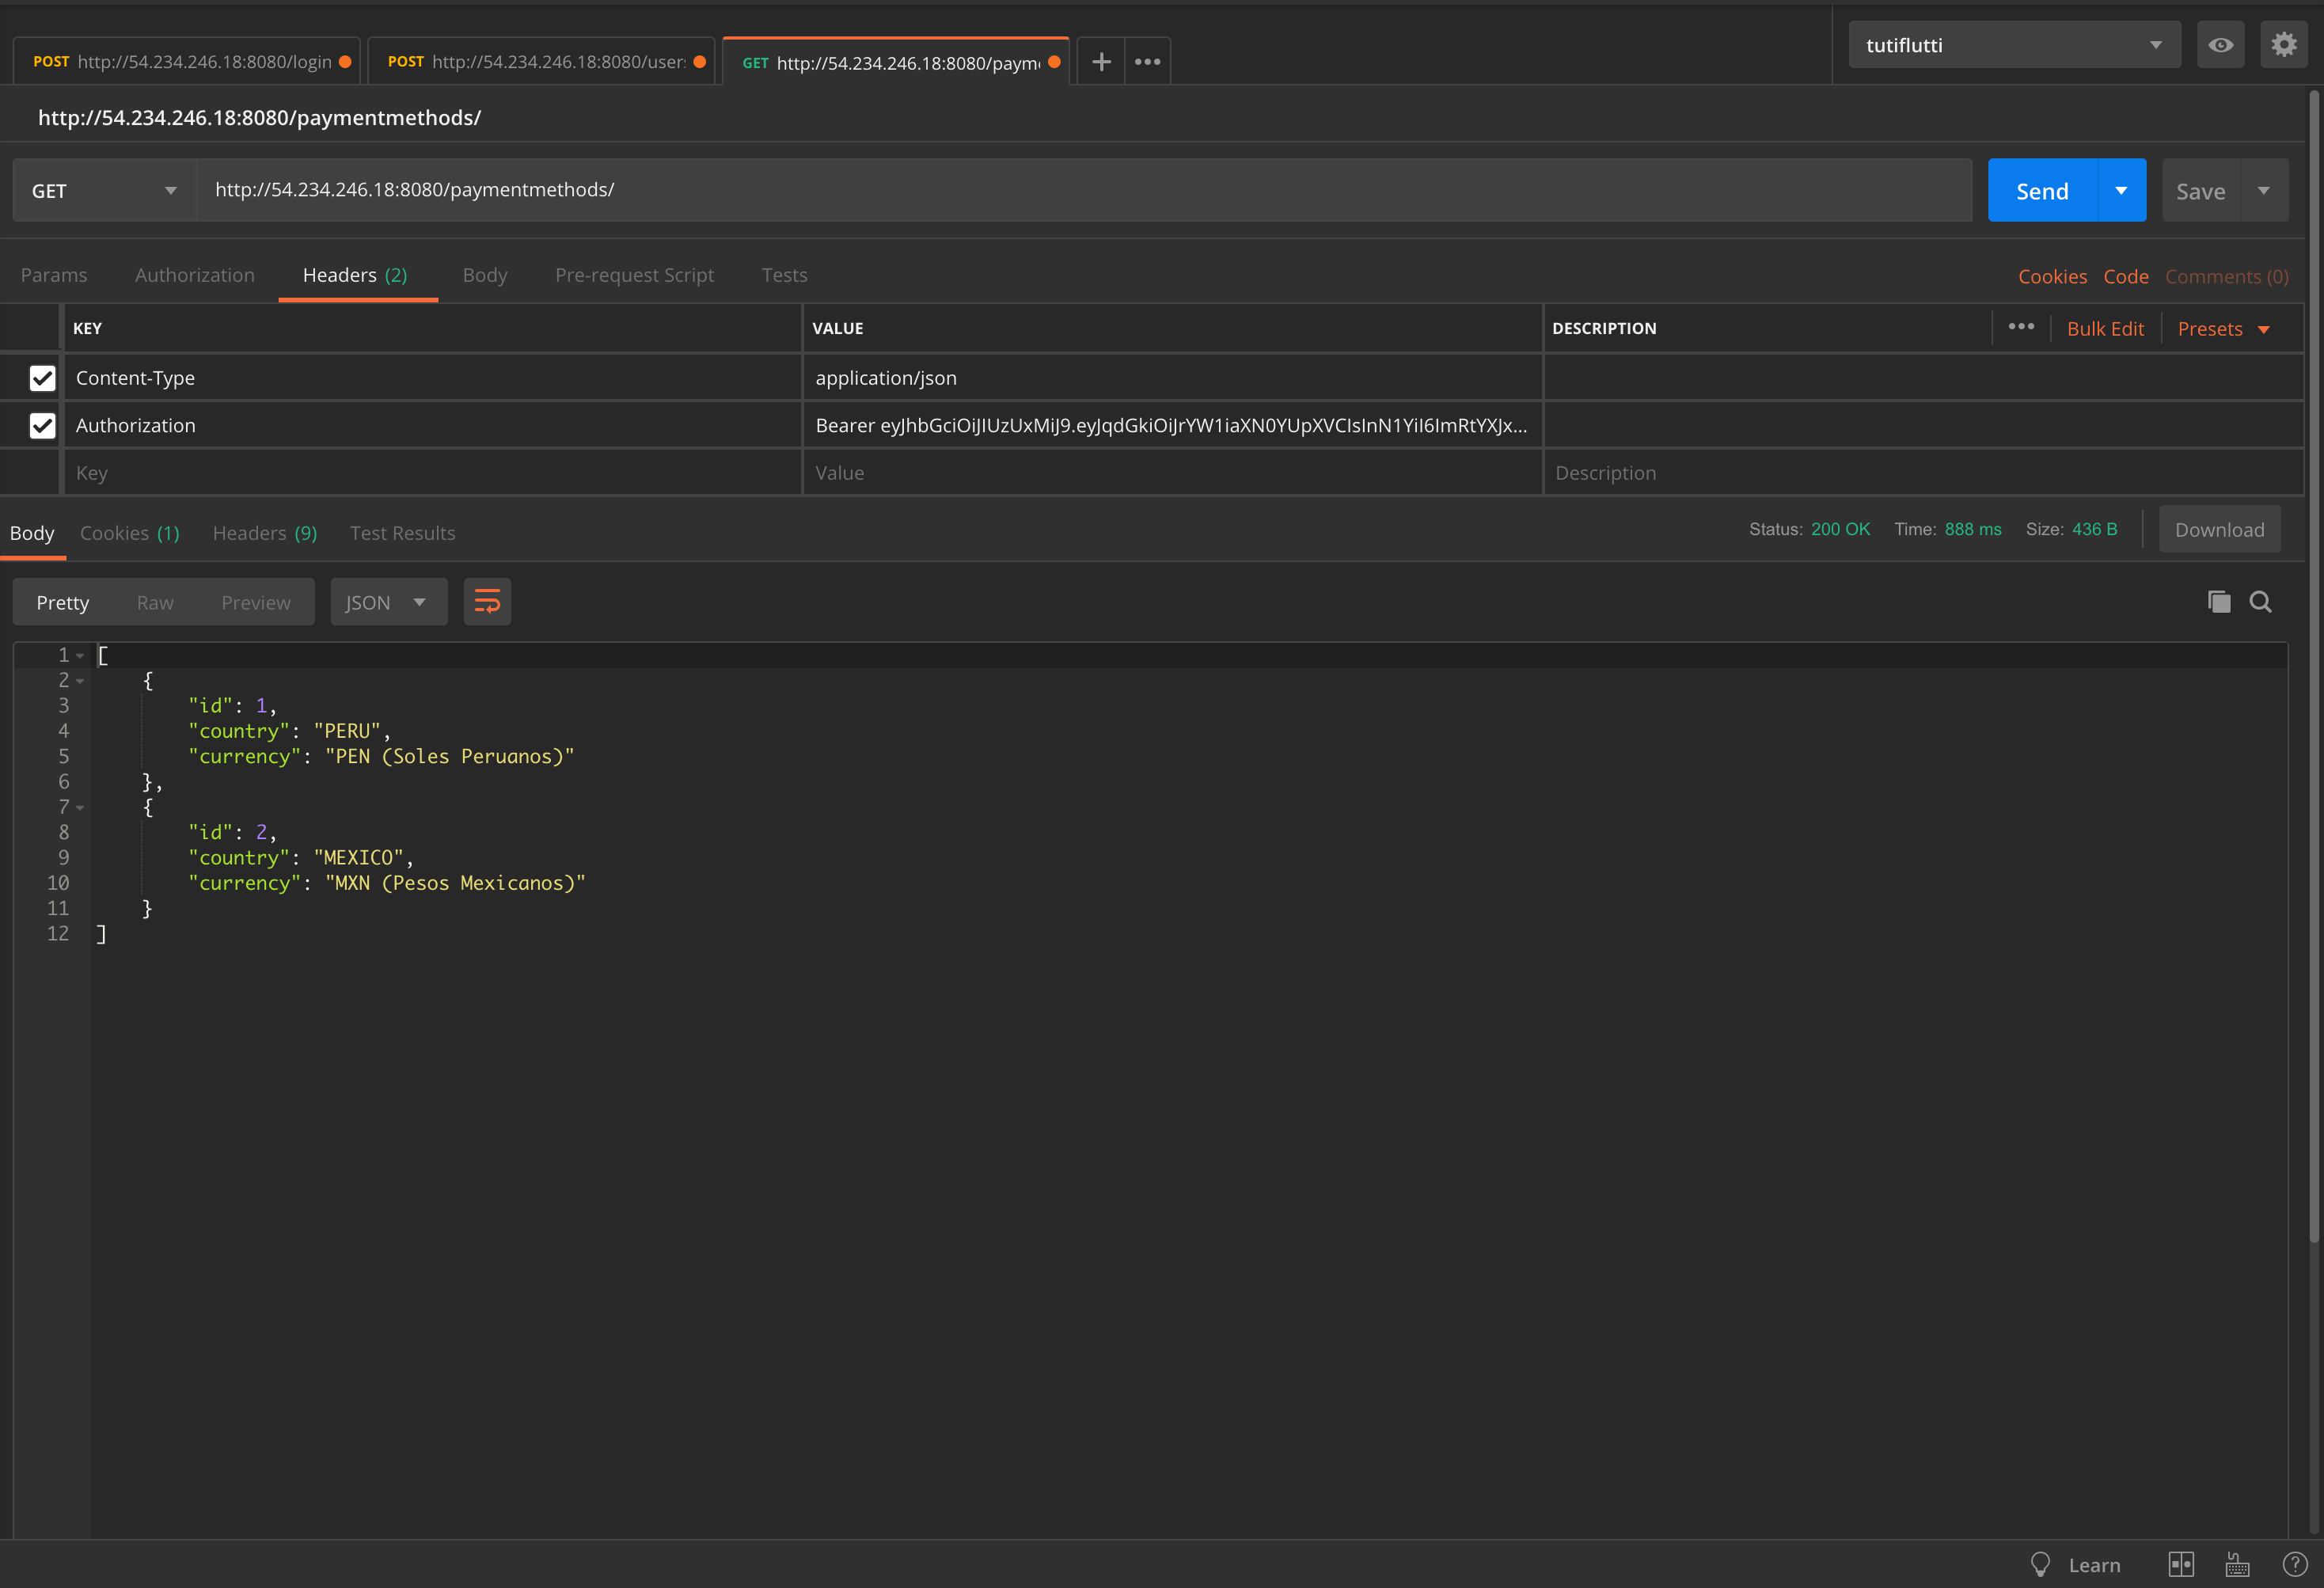 POST http://54.234.246.18:8080/login
POST http://54.234.246.18:8080/user
GET http://54.234.246.18:8080/payme
tutiflutti
http://54.234.246.18:8080/paymentmethods/
GET http://54.234.246.18:8080/paymentmethods/ Send Save
Params Authorization Headers (2) Body Pre-request Script Tests Cookies Code Comments (0)
KEY VALUE DESCRIPTION Bulk Edit Presets
Content-Type application/json
Authorization Bearer eyJhbGciOiJIUzUxMiJ9.eyJqdGkiOiJrYW1iaXN0YUpXVCIsInN1YiI6ImRtYXJx...
Key Value Description
Body Cookies (1) Headers (9) Test Results Status: 200 OK Time: 888 ms Size: 436 B Download
Pretty Raw Preview JSON
1 [
2 {
3 "id": 1,
4 "country": "PERU",
5 "currency": "PEN (Soles Peruanos)"
6 },
7 {
8 "id": 2,
9 "country": "MEXICO",
10 "currency": "MXN (Pesos Mexicanos)"
11 }
12 ]
Learn